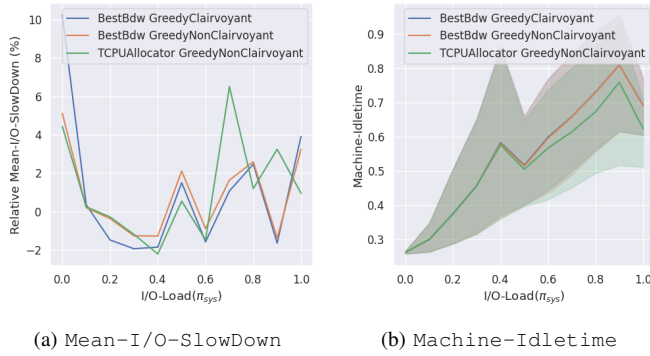 BestBdw GreedyClairvoyant
BestBdw GreedyNonClairvoyant
TCPUAllocator GreedyNonClairvoyant
Relative Mean-I/O-SlowDown (%)
10
8
6
4
2
0
−2
0.0 0.2 0.4 0.6 0.8 1.0
I/O-Load(π_sys)
(a) Mean-I/O-SlowDown
BestBdw GreedyClairvoyant
BestBdw GreedyNonClairvoyant
TCPUAllocator GreedyNonClairvoyant
Machine-Idletime
0.9
0.8
0.7
0.6
0.5
0.4
0.3
0.0 0.2 0.4 0.6 0.8 1.0
I/O-Load(π_sys)
(b) Machine-Idletime